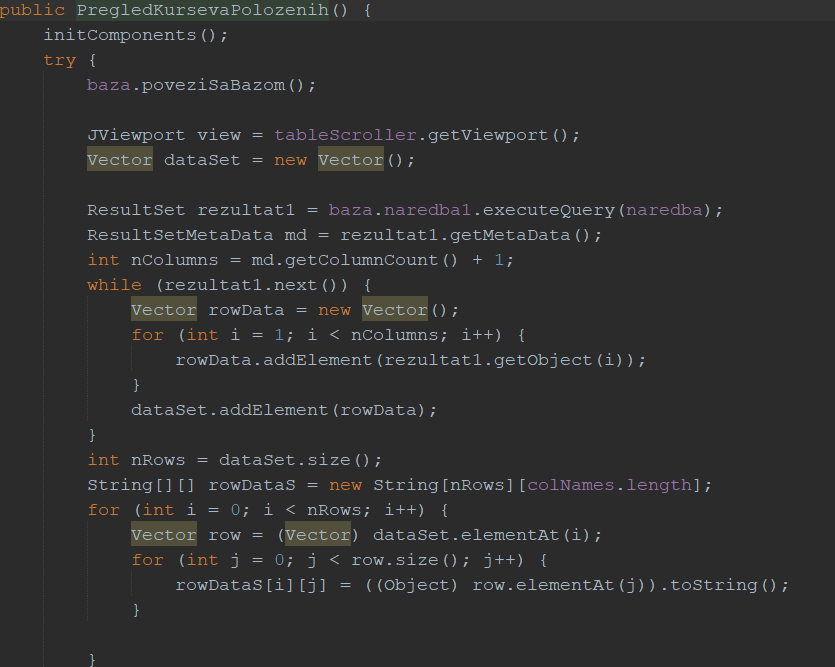 public PregledKursevaPolozenih() {
    initComponents();
    try {
        baza.poveziSaBazom();

        JViewport view = tableScroller.getViewport();
        Vector dataSet = new Vector();

        ResultSet rezultat1 = baza.naredba1.executeQuery(naredba);
        ResultSetMetaData md = rezultat1.getMetaData();
        int nColumns = md.getColumnCount() + 1;
        while (rezultat1.next()) {
            Vector rowData = new Vector();
            for (int i = 1; i < nColumns; i++) {
                rowData.addElement(rezultat1.getObject(i));
            }
            dataSet.addElement(rowData);
        }
        int nRows = dataSet.size();
        String[][] rowDataS = new String[nRows][colNames.length];
        for (int i = 0; i < nRows; i++) {
            Vector row = (Vector) dataSet.elementAt(i);
            for (int j = 0; j < row.size(); j++) {
                rowDataS[i][j] = ((Object) row.elementAt(j)).toString();
            }

        }